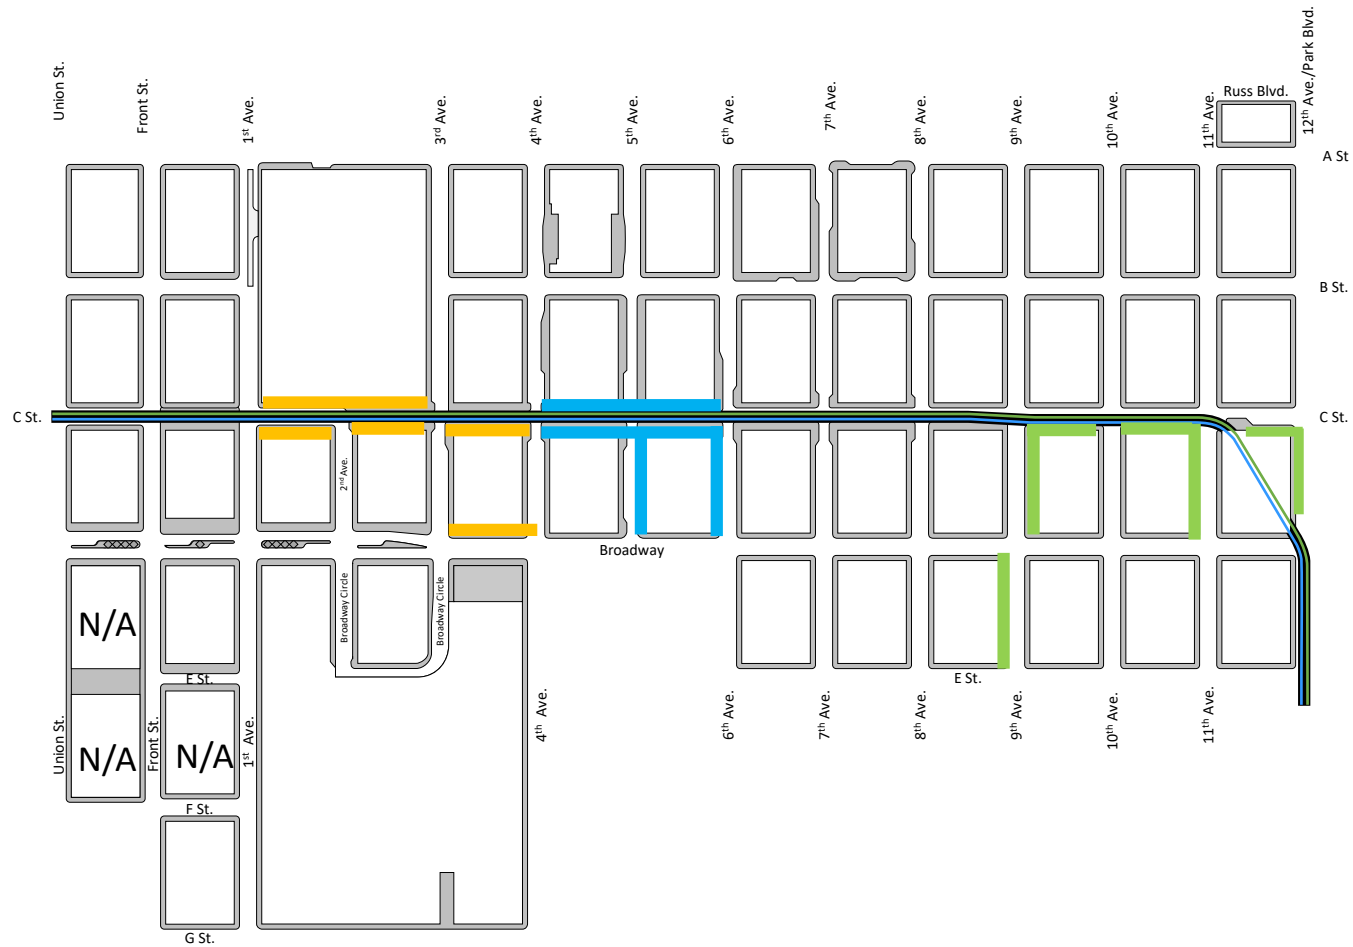 Union St.
Front St.
1st Ave.
3rd Ave.
4th Ave.
5th Ave.
6th Ave.
7th Ave.
8th Ave.
9th Ave.
10th Ave.
11th Ave.
12th Ave./Park Blvd.
Russ Blvd.
A St
B St.
C St.
C St.
2nd Ave.
Broadway
Broadway Circle
Broadway Circle
N/A
E St.
E St.
Union St.
Front St.
1st Ave.
4th Ave.
6th Ave.
7th Ave.
8th Ave.
9th Ave.
10th Ave.
11th Ave.
N/A
N/A
F St.
G St.